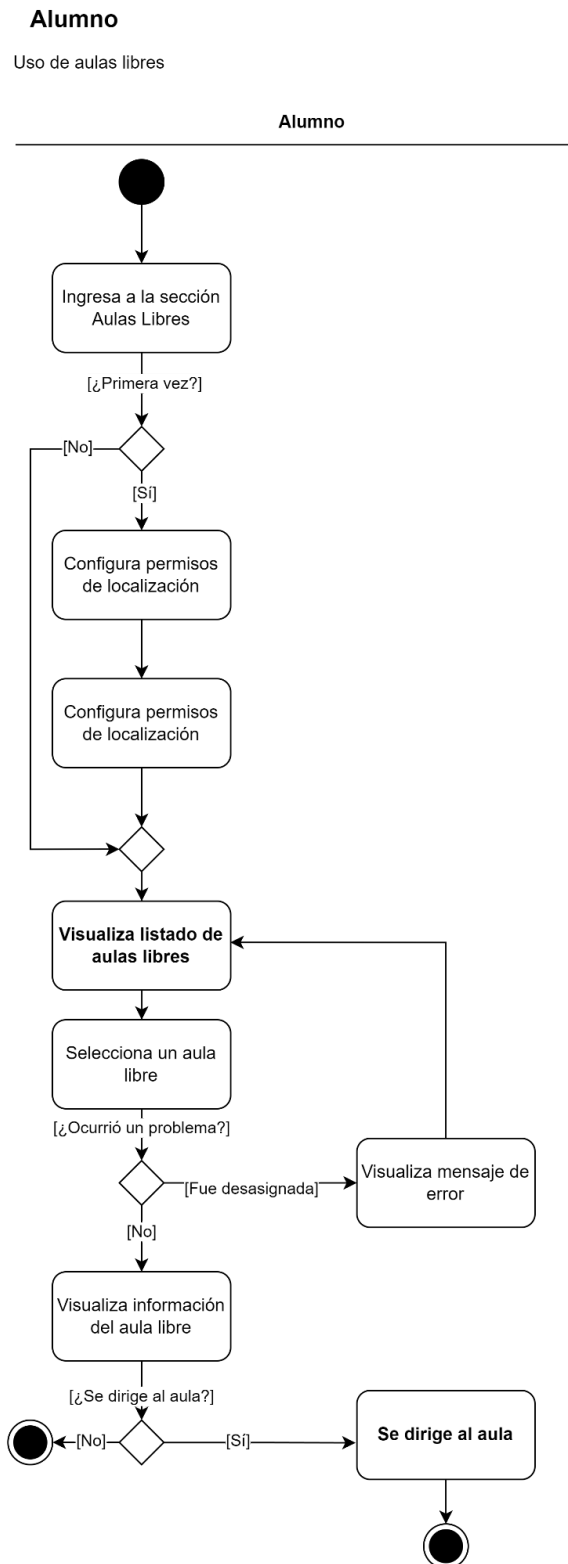 Alumno
Uso de aulas libres
Alumno
Ingresa a la sección
Aulas Libres
[¿Primera vez?]
[No]
[Sí]
Configura permisos
de localización
Configura permisos
de localización
Visualiza listado de
aulas libres
Selecciona un aula
libre
[¿Ocurrió un problema?]
[Fue desasignada]
Visualiza mensaje de
error
[No]
Visualiza información
del aula libre
[¿Se dirige al aula?]
[No]
[Sí]
Se dirige al aula